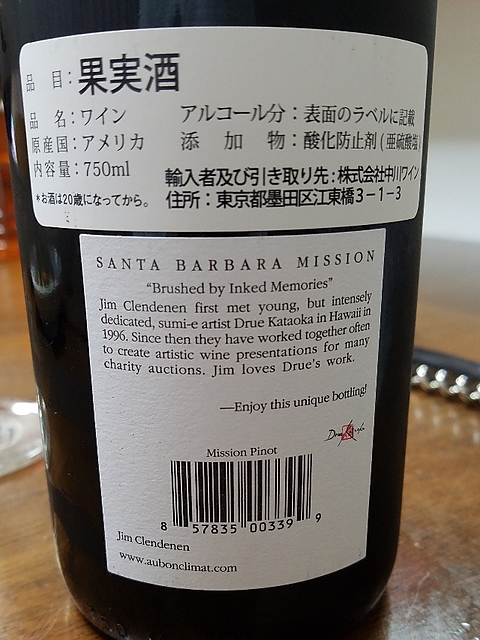 品 目：果実酒
品 名：ワイン アルコール分：表面のラベルに記載
原産国：アメリカ 添 加 物：酸化防止剤(亜硫酸塩)
内容量：750ml 輸入者及び引き取り先：株式会社中川ワイン
＊お酒は20歳になってから。 住所：東京都墨田区江東橋3－1－3
SANTA BARBARA MISSION
“Brushed by Inked Memories”
Jim Clendenen first met young, but intensely
dedicated, sumi-e artist Drue Kataoka in Hawaii in
1996. Since then they have worked together often
to create artistic wine presentations for many
charity auctions. Jim loves Drue's work.
—Enjoy this unique bottling!
Mission Pinot
8 57835 00339 9
Jim Clendenen
www.aubonclimat.com